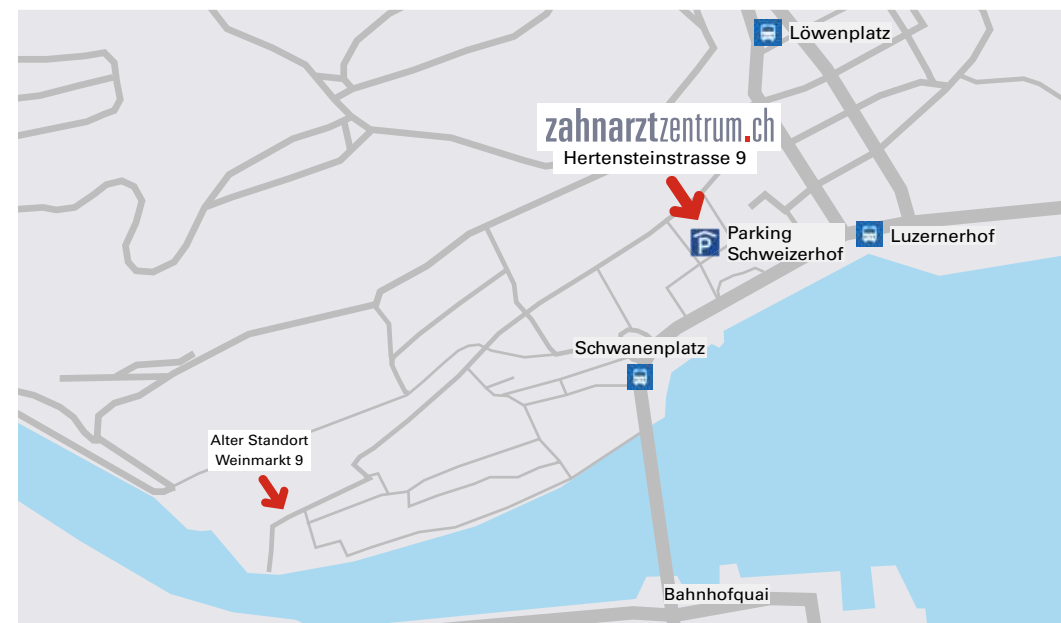 Löwenplatz
zahnarztzentrum.ch
Hertensteinstrasse 9
P
Parking
Schweizerhof
Luzernerhof
Schwanenplatz
Alter Standort
Weinmarkt 9
Bahnhofquai